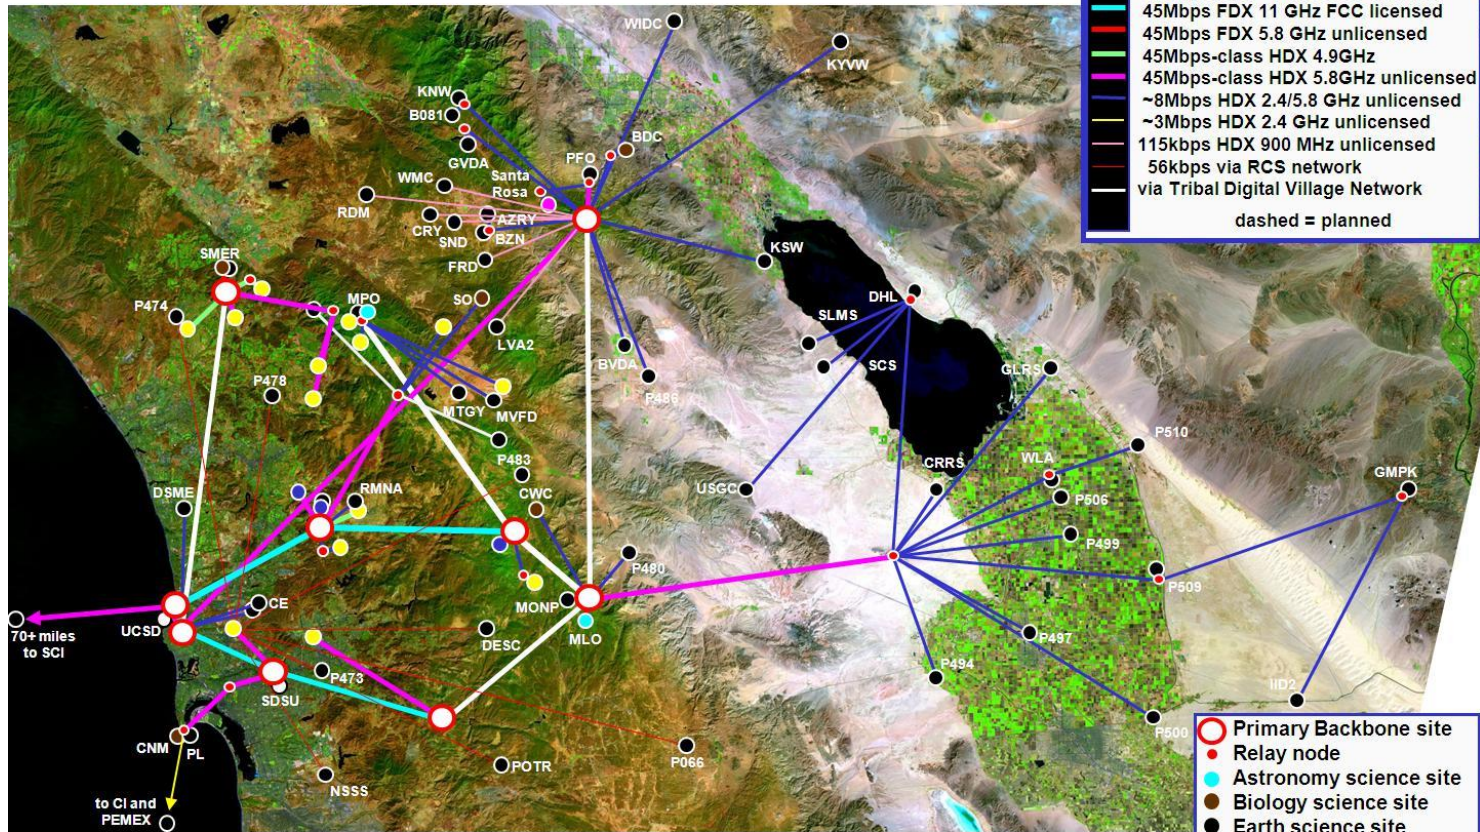 45Mbps FDX 11 GHz FCC licensed
45Mbps FDX 5.8 GHz unlicensed
45Mbps-class HDX 4.9GHz
45Mbps-class HDX 5.8GHz unlicensed
~8Mbps HDX 2.4/5.8 GHz unlicensed
~3Mbps HDX 2.4 GHz unlicensed
115kbps HDX 900 MHz unlicensed
56kbps via RCS network
via Tribal Digital Village Network
dashed = planned
WIDC
KYVW
KNW
B081
GVDA
BDC
PFO
Santa
Rosa
WMC
RDM
CRY
SND
AZRY
BZN
FRD
KSW
SMER
P474
MPO
SO
LVA2
DHL
SLMS
SCS
BVDA
P486
GLRS
P478
MTGY
MVFD
P483
CWC
P510
WLA
CRRS
GMPK
USGC
P506
DSME
RMNA
P499
P480
P509
CE
MONP
UCSD
70+ miles
to SCI
MLO
DESC
P497
P473
P494
SDSU
IID2
P500
CNM
PL
POTR
P066
NSSS
to CI and
PEMEX
Primary Backbone site
Relay node
Astronomy science site
Biology science site
Earth science site